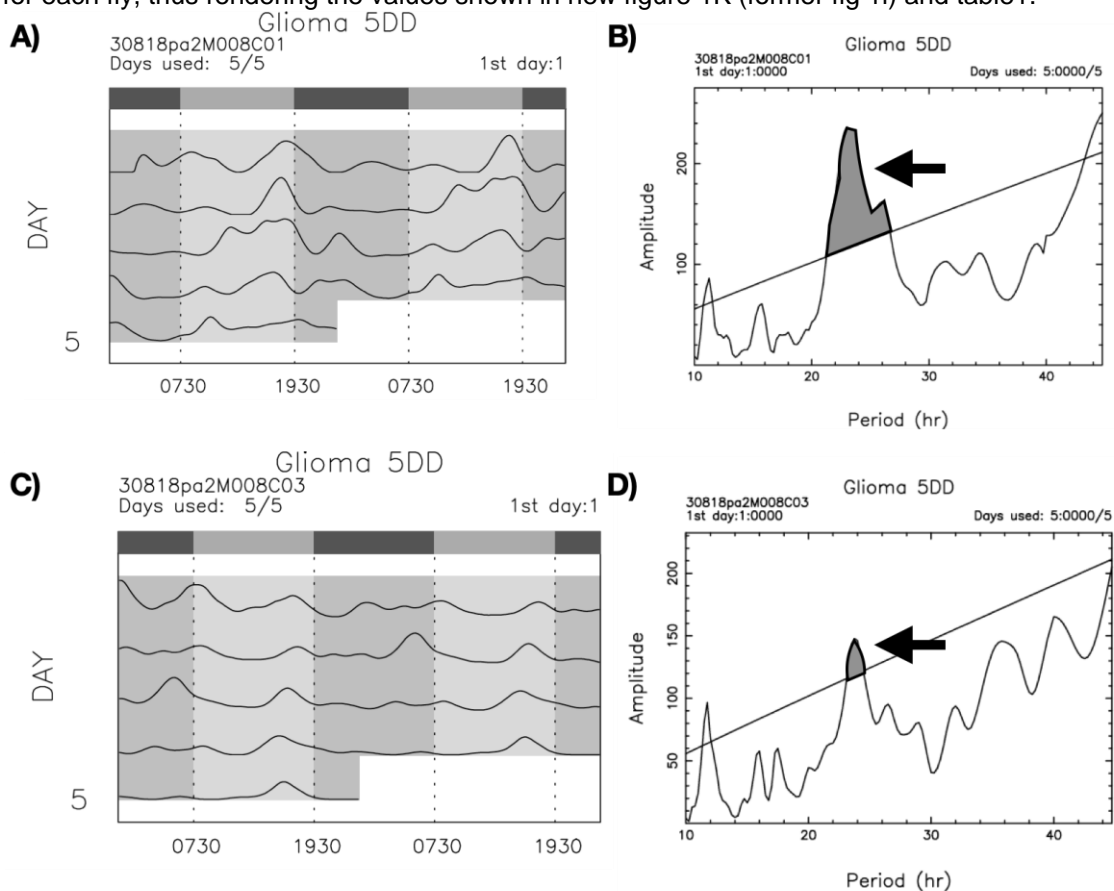 for each fly, thus rendering the values shown in new figure 1K (former fig 1I) and table1.
A)
Glioma 5DD
30818pa2M008C01
Days used: 5/5 1st day:1
DAY
5
0730 1930 0730 1930
B)
Glioma 5DD
30818pa2M008C01
1st day:1:0000 Days used: 5:0000/5
Amplitude
200
100
10 20 30 40
Period (hr)
C)
Glioma 5DD
30818pa2M008C03
Days used: 5/5 1st day:1
DAY
5
0730 1930 0730 1930
D)
Glioma 5DD
30818pa2M008C03
1st day:1:0000 Days used: 5:0000/5
Amplitude
200
150
100
50
10 20 30 40
Period (hr)